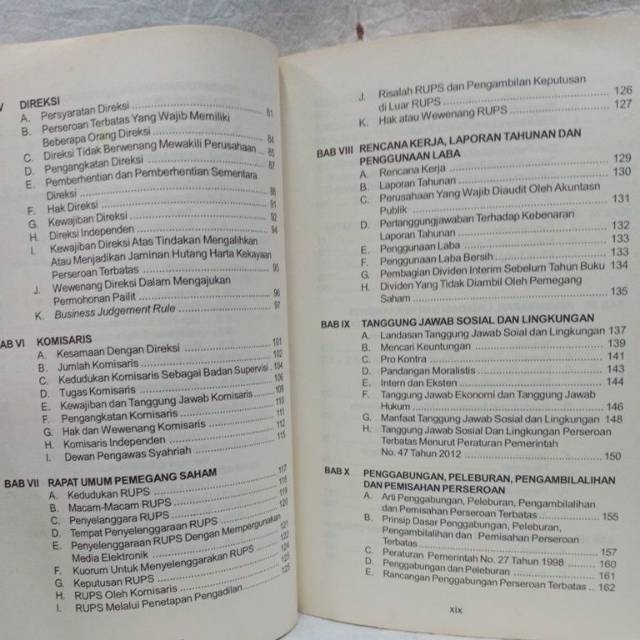 V DIREKSI
A. Persyaratan Direksi ........ 81
B. Perseroan Terbatas Yang Wajib Memiliki
Beberapa Orang Direksi ........ 84
C. Direksi Tidak Berwenang Mewakili Perusahaan .. 85
D. Pengangkatan Direksi ........ 87
E. Pemberhentian dan Pemberhentian Sementara
Direksi ........ 88
F. Hak Direksi ........ 91
G. Kewajiban Direksi ........ 92
H. Direksi Independen ........ 94
I. Kewajiban Direksi Atas Tindakan Mengalihkan
Atau Menjadikan Jaminan Hutang Harta Kekayaan
Perseroan Terbatas ........ 95
J. Wewenang Direksi Dalam Mengajukan
Permohonan Pailit ........ 96
K. Business Judgement Rule ........ 97
AB VI KOMISARIS
A. Kesamaan Dengan Direksi ........ 101
B. Jumlah Komisaris ........ 102
C. Kedudukan Komisaris Sebagai Badan Supervisi . 104
D. Tugas Komisaris ........ 106
E. Kewajiban dan Tanggung Jawab Komisaris ........ 109
F. Pengangkatan Komisaris ........ 110
G. Hak dan Wewenang Komisaris ........ 111
H. Komisaris Independen ........ 112
I. Dewan Pengawas Syahriah ........ 115
BAB VII RAPAT UMUM PEMEGANG SAHAM
A. Kedudukan RUPS ........ 117
B. Macam-Macam RUPS ........ 118
C. Penyelanggara RUPS ........ 119
D. Tempat Penyelenggaraan RUPS ........ 120
E. Penyelenggaraan RUPS Dengan Mempergunakan
Media Elektronik ........ 121
F. Kuorum Untuk Menyelenggarakan RUPS ........ 122
G. Keputusan RUPS ........ 124
H. RUPS Oleh Komisaris ........ 125
I. RUPS Melalui Penetapan Pengadilan ........ 125
J. Risalah RUPS dan Pengambilan Keputusan
di Luar RUPS ........ 126
K. Hak atau Wewenang RUPS ........ 127
BAB VIII RENCANA KERJA, LAPORAN TAHUNAN DAN
PENGGUNAAN LABA
A. Rencana Kerja ........ 129
B. Laporan Tahunan ........ 130
C. Perusahaan Yang Wajib Diaudit Oleh Akuntasn
Publik ........ 131
D. Pertanggungjawaban Terhadap Kebenaran
Laporan Tahunan ........ 132
E. Penggunaan Laba ........ 133
F. Penggunaan Laba Bersih ........ 133
G. Pembagian Dividen Interim Sebelum Tahun Buku 134
H. Dividen Yang Tidak Diambil Oleh Pemegang
Saham ........ 135
BAB IX TANGGUNG JAWAB SOSIAL DAN LINGKUNGAN
A. Landasan Tanggung Jawab Soial dan Lingkungan 137
B. Mencari Keuntungan ........ 139
C. Pro Kontra ........ 141
D. Pandangan Moralistis ........ 143
E. Intern dan Eksten ........ 144
F. Tanggung Jawab Ekonomi dan Tanggung Jawab
Hukum ........ 146
G. Manfaat Tanggung Jawab Sosial Dan Lingkungan 148
H. Tanggung Jawab Sosial Dan Lingkungan Perseroan
Terbatas Menurut Peraturan Pemerintah
No. 47 Tahun 2012 ........ 150
BAB X PENGGABUNGAN, PELEBURAN, PENGAMBILALIHAN
DAN PEMISAHAN PERSEROAN
A. Arti Penggabungan, Peleburan, Pengambilalihan
dan Pemisahan Perseroan Terbatas ........ 155
B. Prinsip Dasar Penggabungan, Peleburan,
Pengambilalihan dan Pemisahan Perseroan
Terbatas ........ 157
C. Peraturan. Pemerintah No. 27 Tahun 1998 ........ 160
D. Penggabungan dan Peleburan ........ 161
E. Rancangan Penggabungan Perseroan Terbatas .. 162
xix